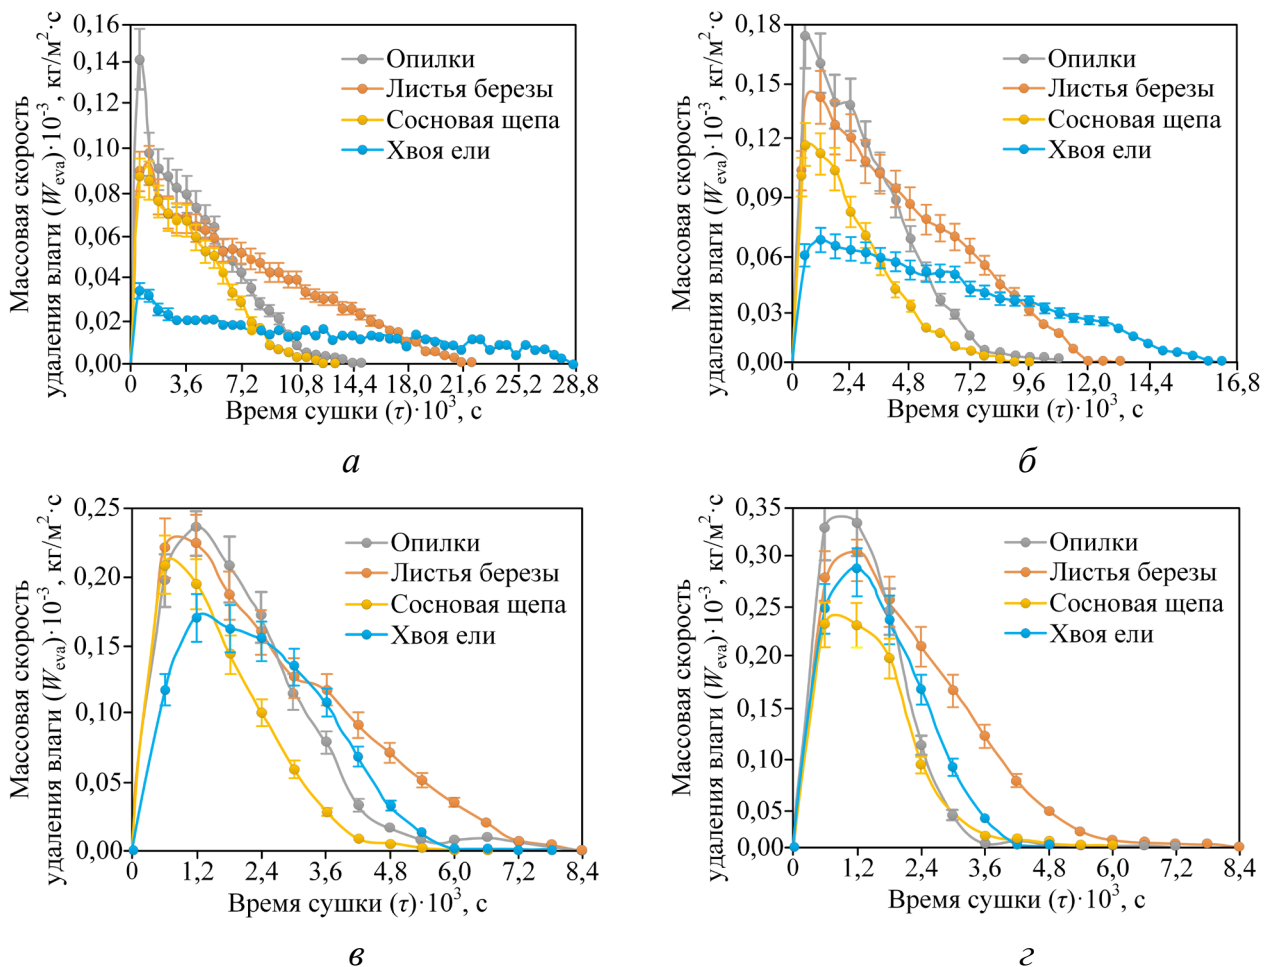 Массовая скорость
удаления влаги (Weva)·10-3, кг/м2·с
0,16
0,14
0,12
0,10
0,08
0,06
0,04
0,02
0,00
Опилки
Листья березы
Сосновая щепа
Хвоя ели
0 3,6 7,2 10,8 14,4 18,0 21,6 25,2 28,8
Время сушки (τ)·103, с
а
Массовая скорость
удаления влаги (Weva)·10-3, кг/м2·с
0,18
0,15
0,12
0,09
0,06
0,03
0,00
Опилки
Листья березы
Сосновая щепа
Хвоя ели
0 2,4 4,8 7,2 9,6 12,0 14,4 16,8
Время сушки (τ)·103, с
б
Массовая скорость
удаления влаги (Weva)·10-3, кг/м2·с
0,25
0,20
0,15
0,10
0,05
0,00
Опилки
Листья березы
Сосновая щепа
Хвоя ели
0 1,2 2,4 3,6 4,8 6,0 7,2 8,4
Время сушки (τ)·103, с
в
Массовая скорость
удаления влаги (Weva)·10-3, кг/м2·с
0,35
0,30
0,25
0,20
0,15
0,10
0,05
0,00
Опилки
Листья березы
Сосновая щепа
Хвоя ели
0 1,2 2,4 3,6 4,8 6,0 7,2 8,4
Время сушки (τ)·103, с
г